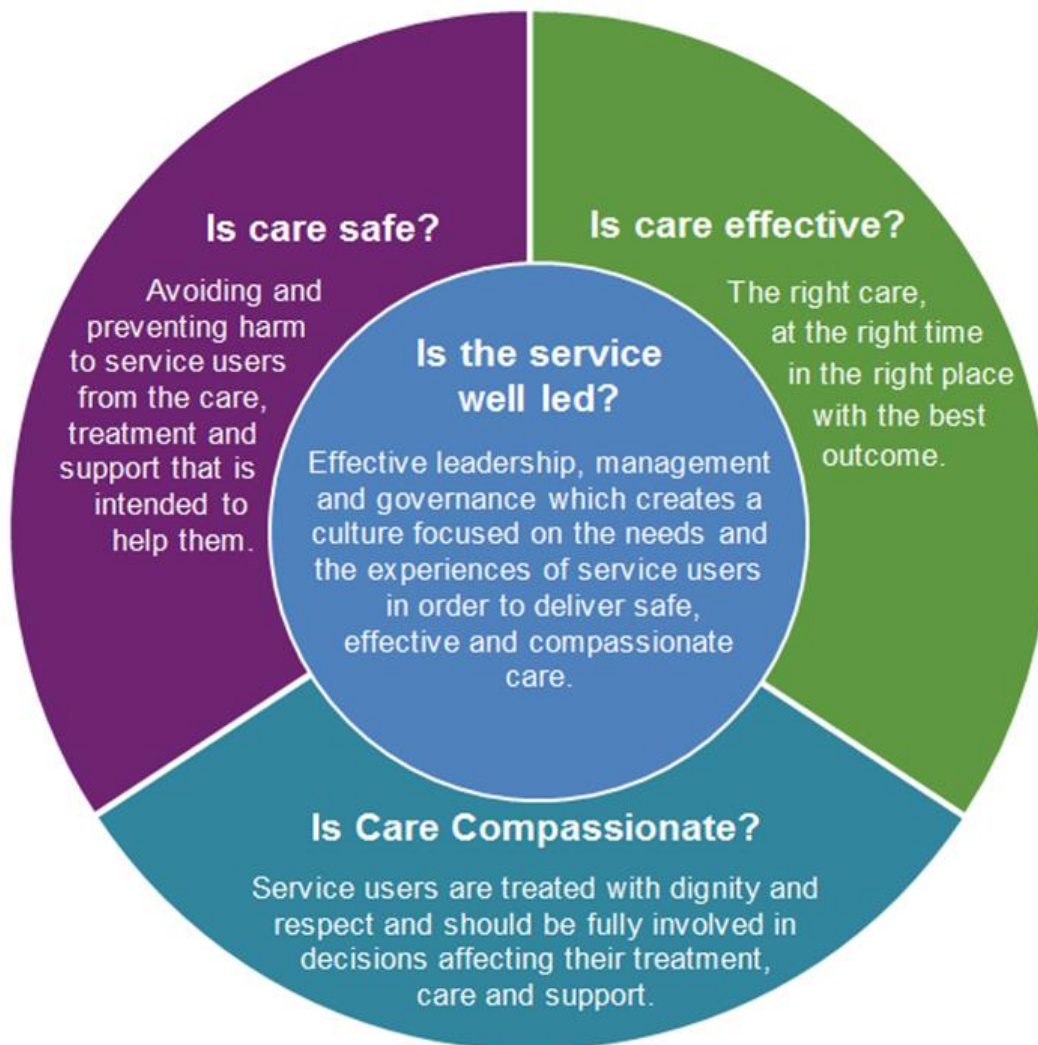 Is care safe?
Avoiding and
preventing harm
to service users
from the care,
treatment and
support that is
intended to
help them.
Is care effective?
The right care,
at the right time
in the right place
with the best
outcome.
Is the service
well led?
Effective leadership, management
and governance which creates a
culture focused on the needs and
the experiences of service users
in order to deliver safe,
effective and compassionate
care.
Is Care Compassionate?
Service users are treated with dignity and
respect and should be fully involved in
decisions affecting their treatment,
care and support.